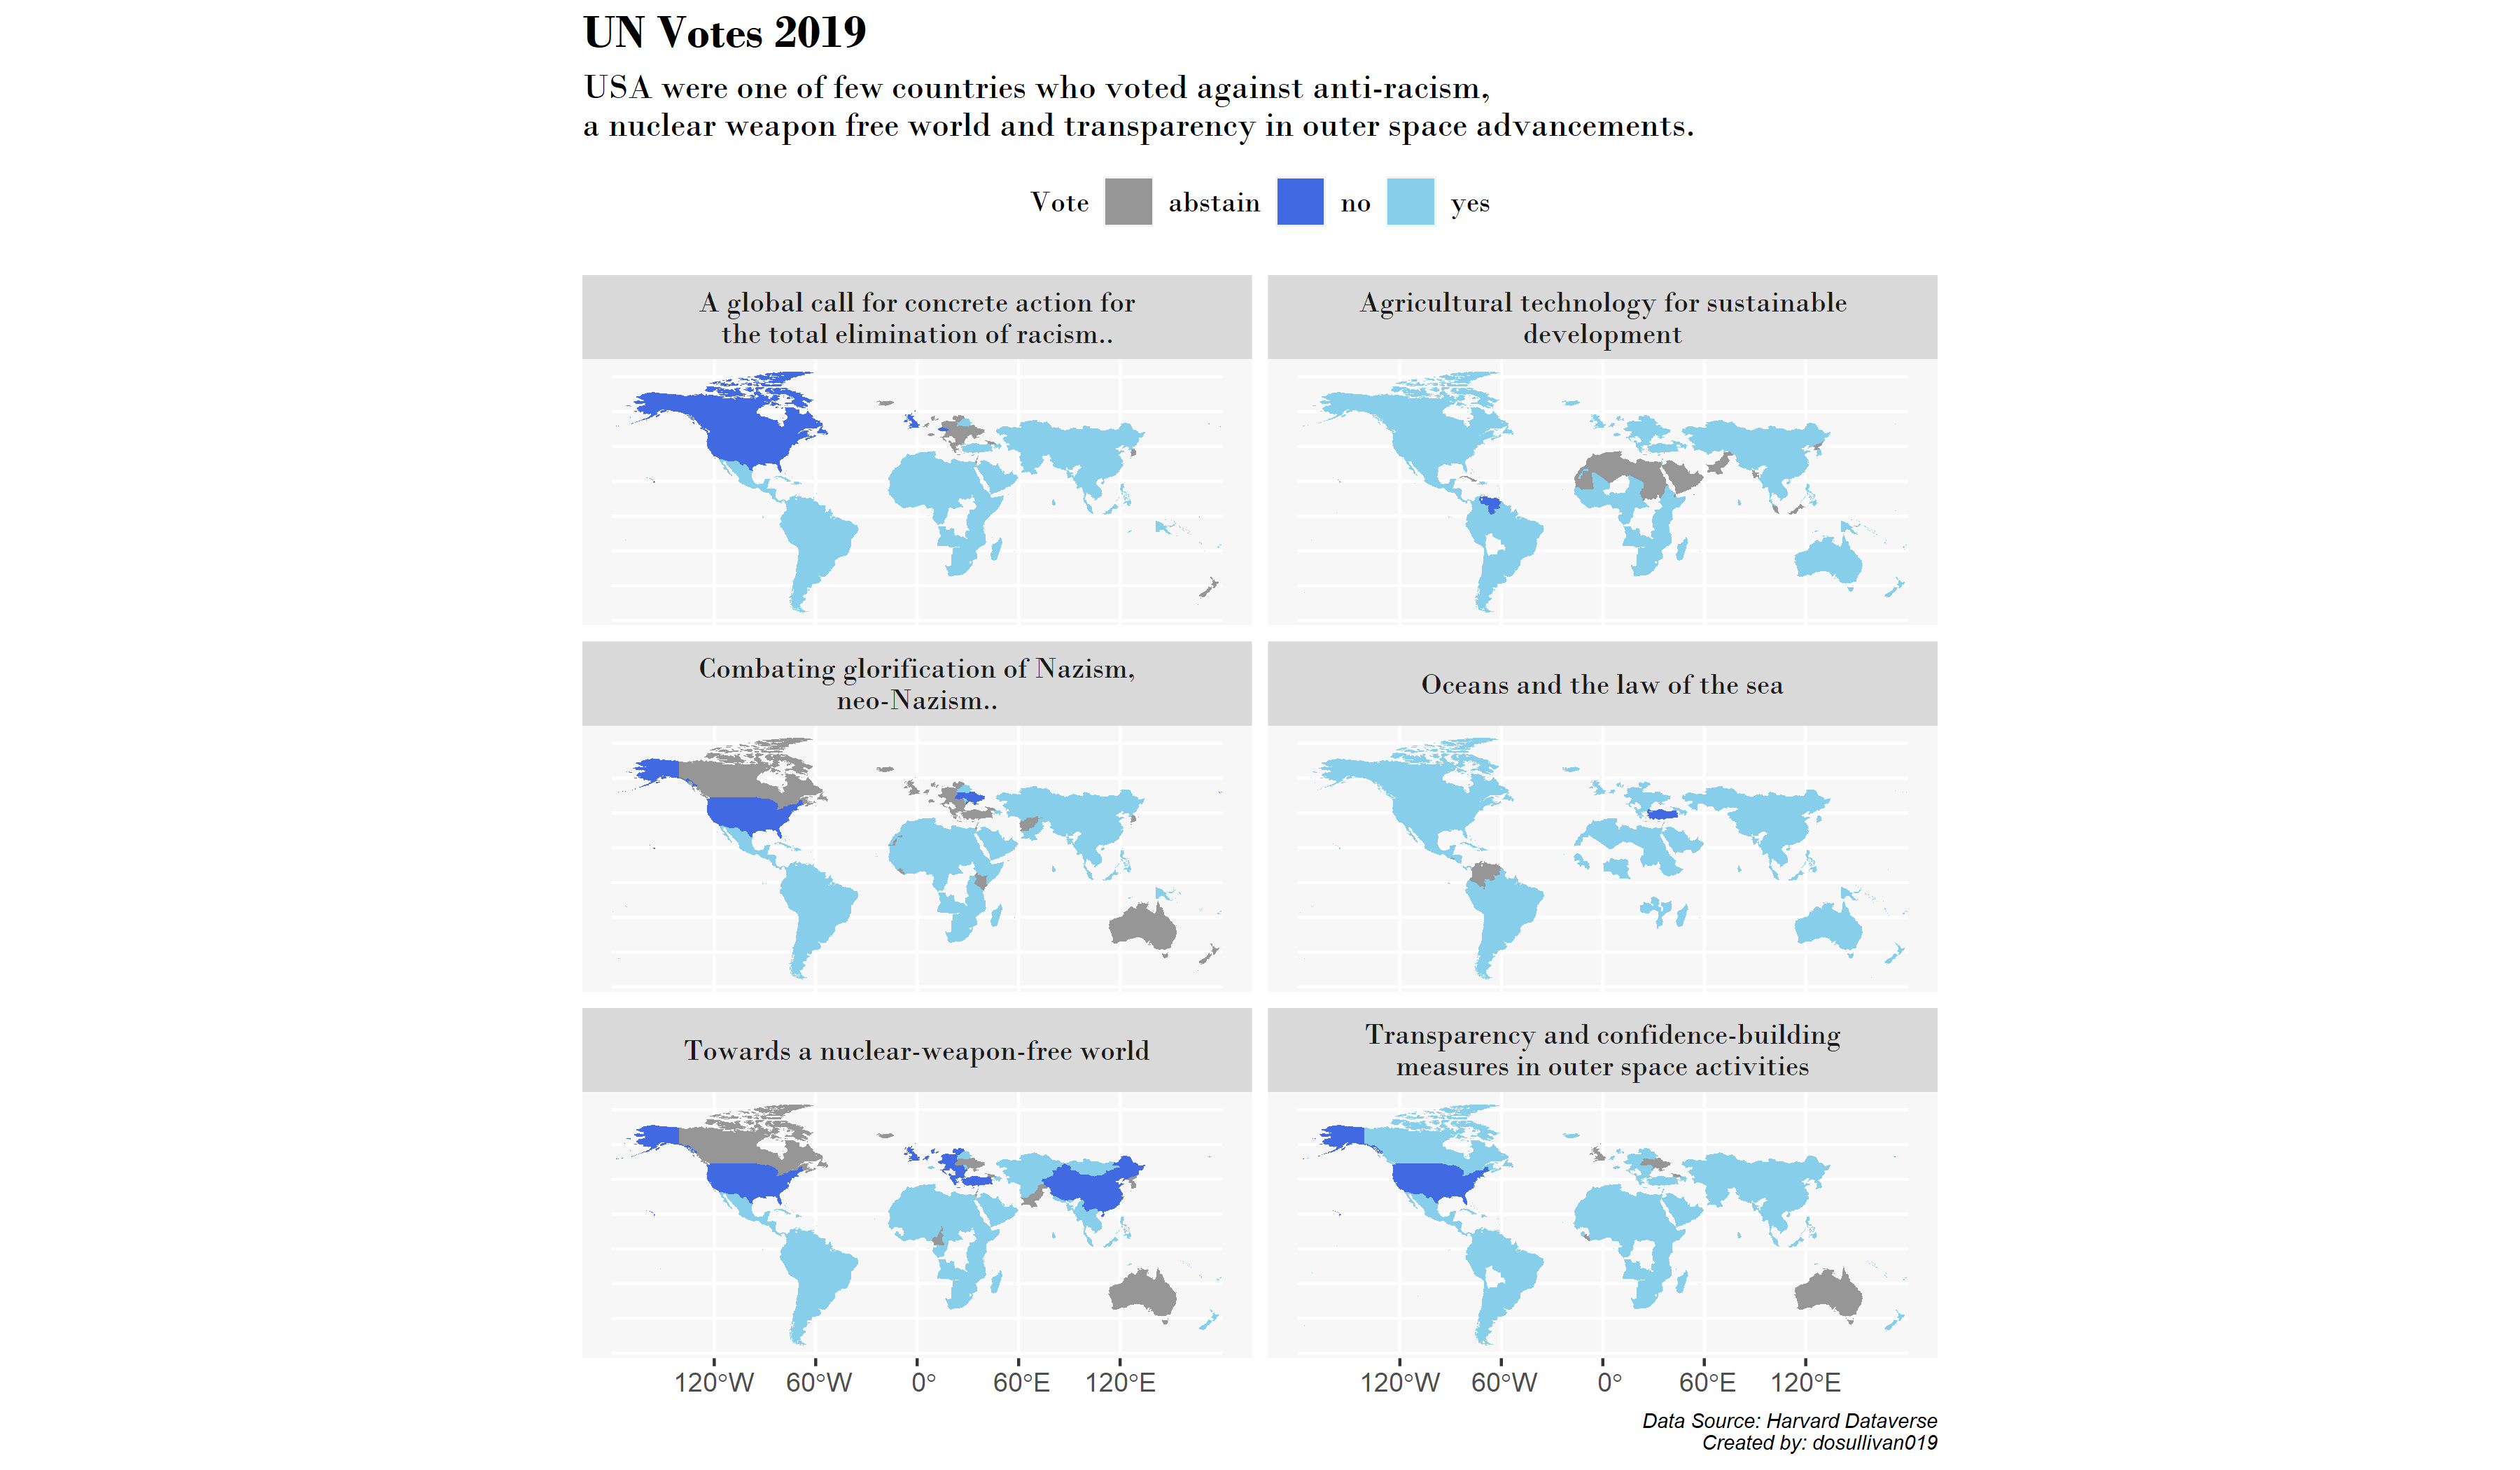 UN Votes 2019
USA were one of few countries who voted against anti-racism,
a nuclear weapon free world and transparency in outer space advancements.
Vote abstain no yes
A global call for concrete action for
the total elimination of racism..
Agricultural technology for sustainable
development
Combating glorification of Nazism,
neo-Nazism..
Oceans and the law of the sea
Towards a nuclear-weapon-free world
Transparency and confidence-building
measures in outer space activities
120°W 60°W 0° 60°E 120°E
120°W 60°W 0° 60°E 120°E
Data Source: Harvard Dataverse
Created by: dosullivan019